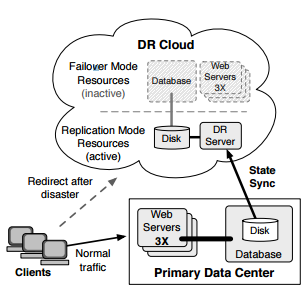 DR Cloud
Failover Mode
Resources
(inactive)
Database
Web
Servers
3X
Replication Mode
Resources
(active)
Disk
DR
Server
Redirect after
disaster
State
Sync
Web
Servers
3X
Disk
Database
Clients
Normal
traffic
Primary Data Center